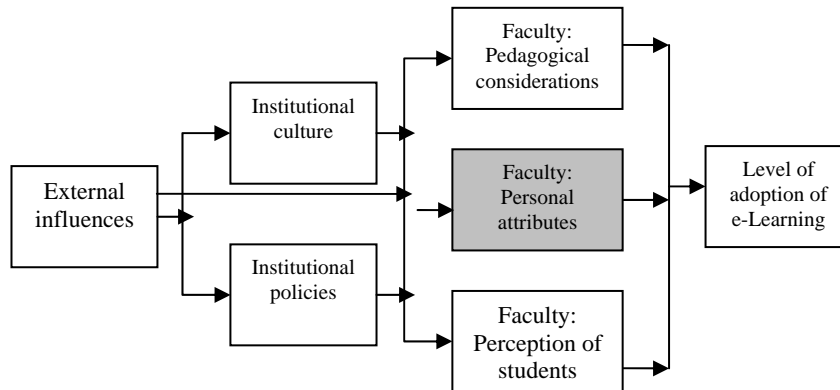 External
influences
Institutional
culture
Institutional
policies
Faculty:
Pedagogical
considerations
Faculty:
Personal
attributes
Faculty:
Perception of
students
Level of
adoption of
e-Learning